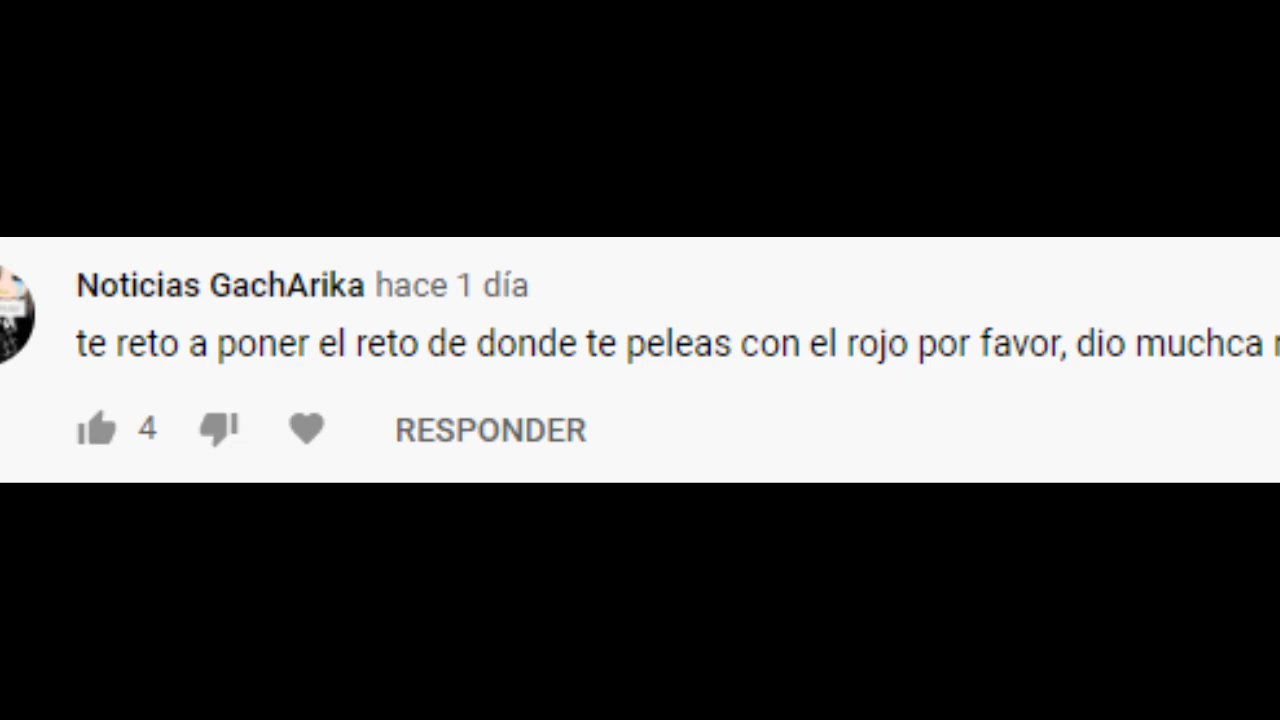 Noticias GachArika hace 1 día
te reto a poner el reto de donde te peleas con el rojo por favor, dio muchca
4
RESPONDER